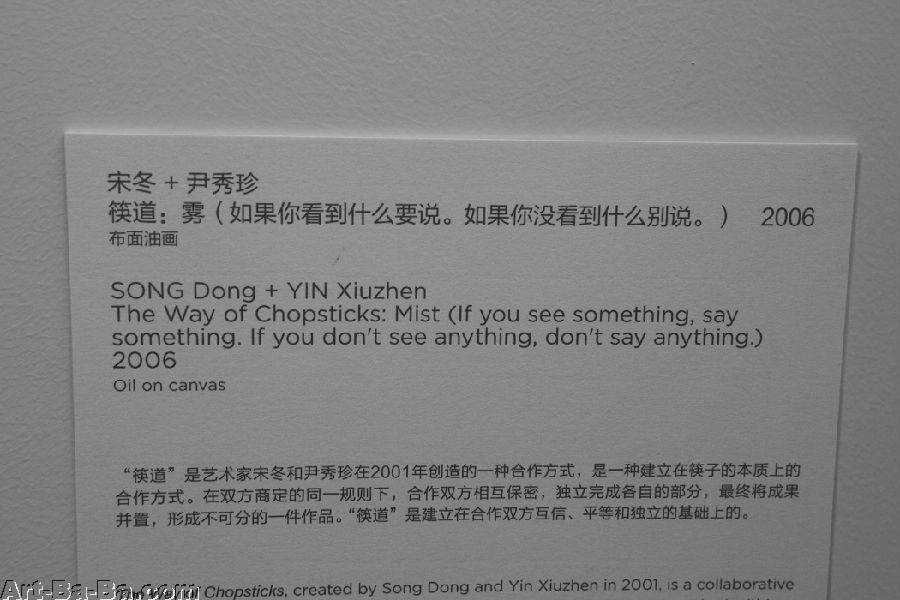 宋冬 + 尹秀珍
筷道：雾（如果你看到什么要说。如果你没看到什么别说。） 2006
布面油画
SONG Dong + YIN Xiuzhen
The Way of Chopsticks: Mist (If you see something, say
something. If you don't see anything, don't say anything.)
2006
Oil on canvas
“筷道”是艺术家宋冬和尹秀珍在2001年创造的一种合作方式，是一种建立在筷子的本质上的
合作方式。在双方商定的同一规则下，合作双方相互保密，独立完成各自的部分，最终将成果
并置，形成不可分的一件作品。“筷道”是建立在合作双方互信、平等和独立的基础上的。
The Way of Chopsticks, created by Song Dong and Yin Xiuzhen in 2001, is a collaborative
Art-Ba-Ba.com